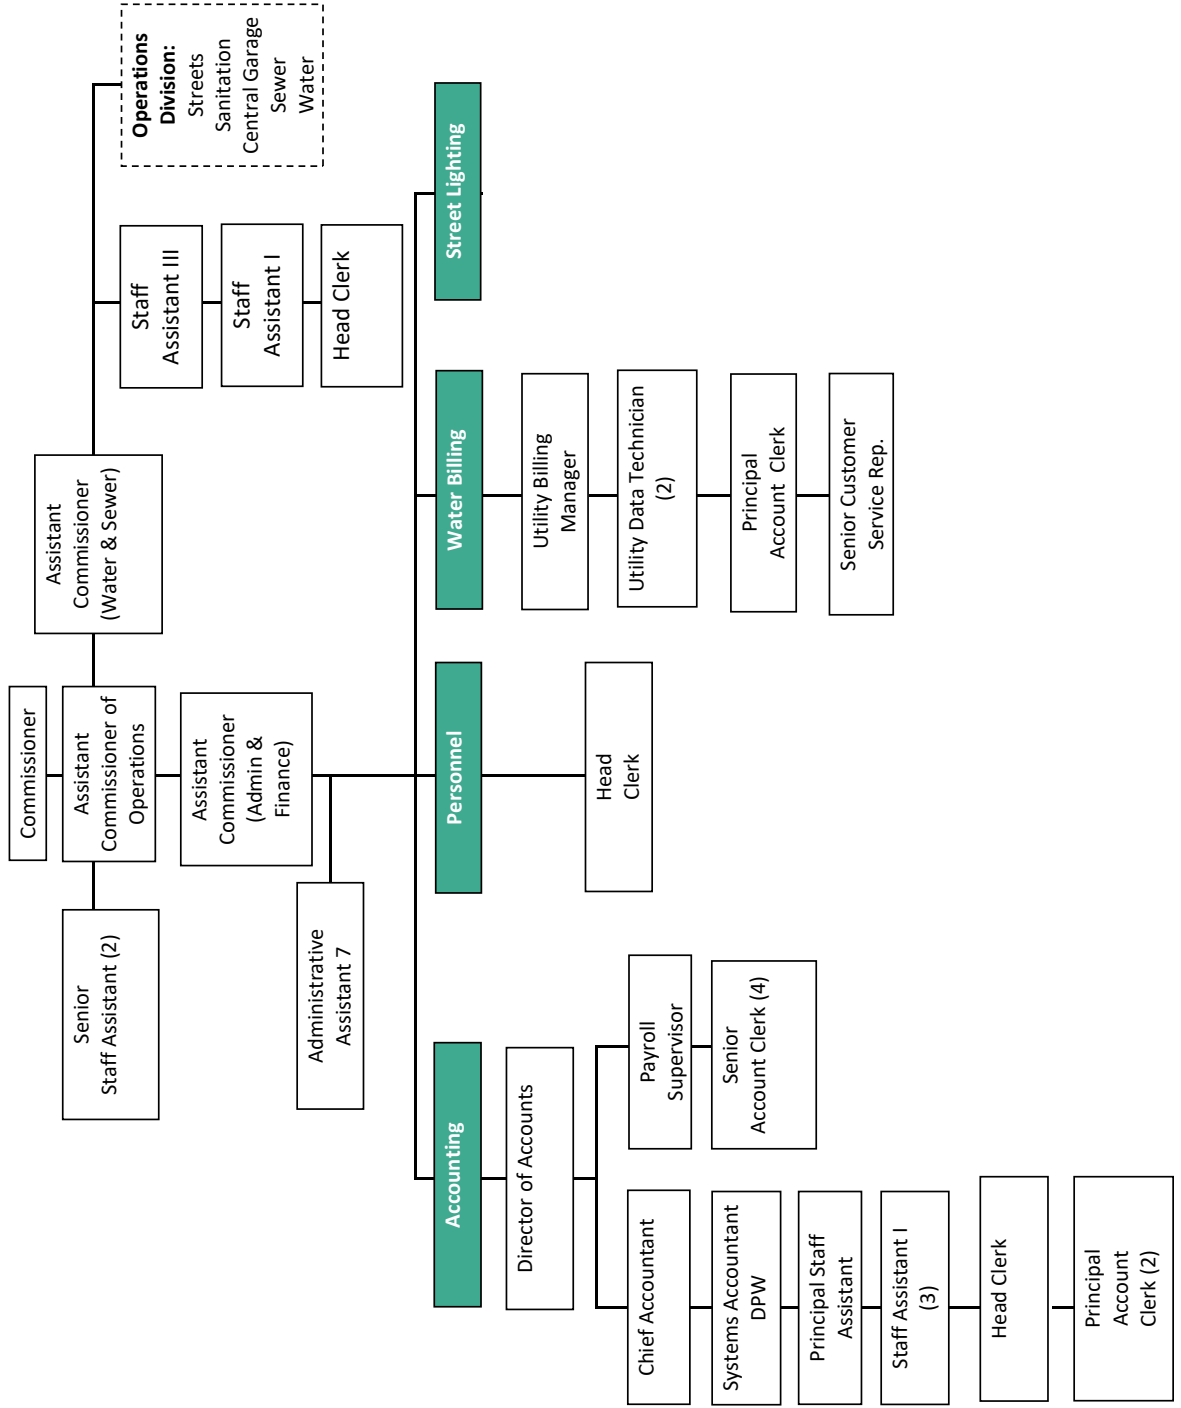 Commissioner
Assistant
Commissioner of
Operations
Senior
Staff Assistant (2)
Assistant
Commissioner
(Water & Sewer)
Operations
Division:
Streets
Sanitation
Central Garage
Sewer
Water
Staff
Assistant III
Staff
Assistant I
Head Clerk
Assistant
Commissioner
(Admin &
Finance)
Administrative
Assistant 7
Accounting
Director of Accounts
Chief Accountant
Systems Accountant
DPW
Principal Staff
Assistant
Staff Assistant I
(3)
Head Clerk
Principal
Account
Clerk (2)
Payroll
Supervisor
Senior
Account Clerk (4)
Personnel
Head
Clerk
Water Billing
Utility Billing
Manager
Utility Data Technician
(2)
Principal
Account Clerk
Senior Customer
Service Rep.
Street Lighting